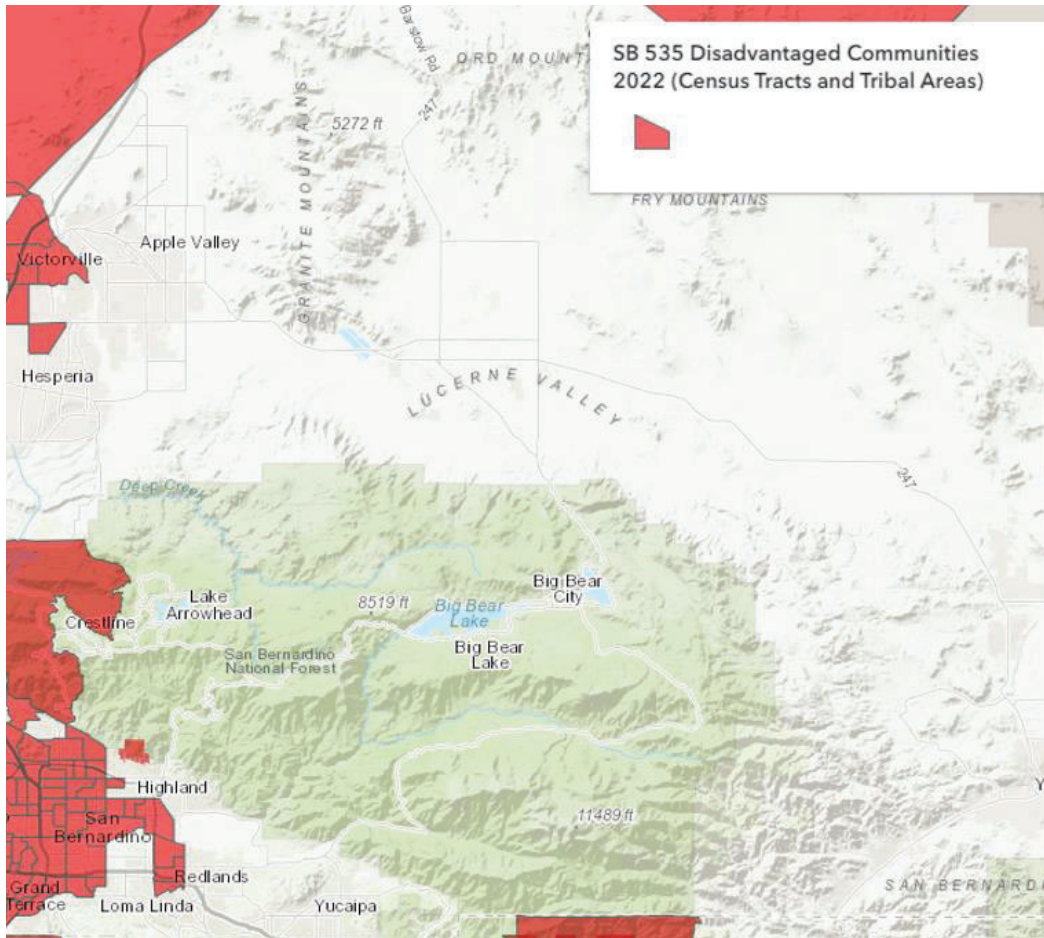 Barstow Rd
ORD MOUNTA
SB 535 Disadvantaged Communities
2022 (Census Tracts and Tribal Areas)
247
5272 ft
GRANITE MOUNTAINS
FRY MOUNTAINS
Apple Valley
Victorville
Hesperia
LUCERNE VALLEY
247
Deep Creek
Lake
Arrowhead
Crestline
8519 ft
Big Bear
Lake
Big Bear
City
Big Bear
Lake
San Bernardino
National Forest
Highland
San
Bernardino
11489 ft
Redlands
Grand
Terrace
Loma Linda
Yucaipa
SAN BERNARD
Y